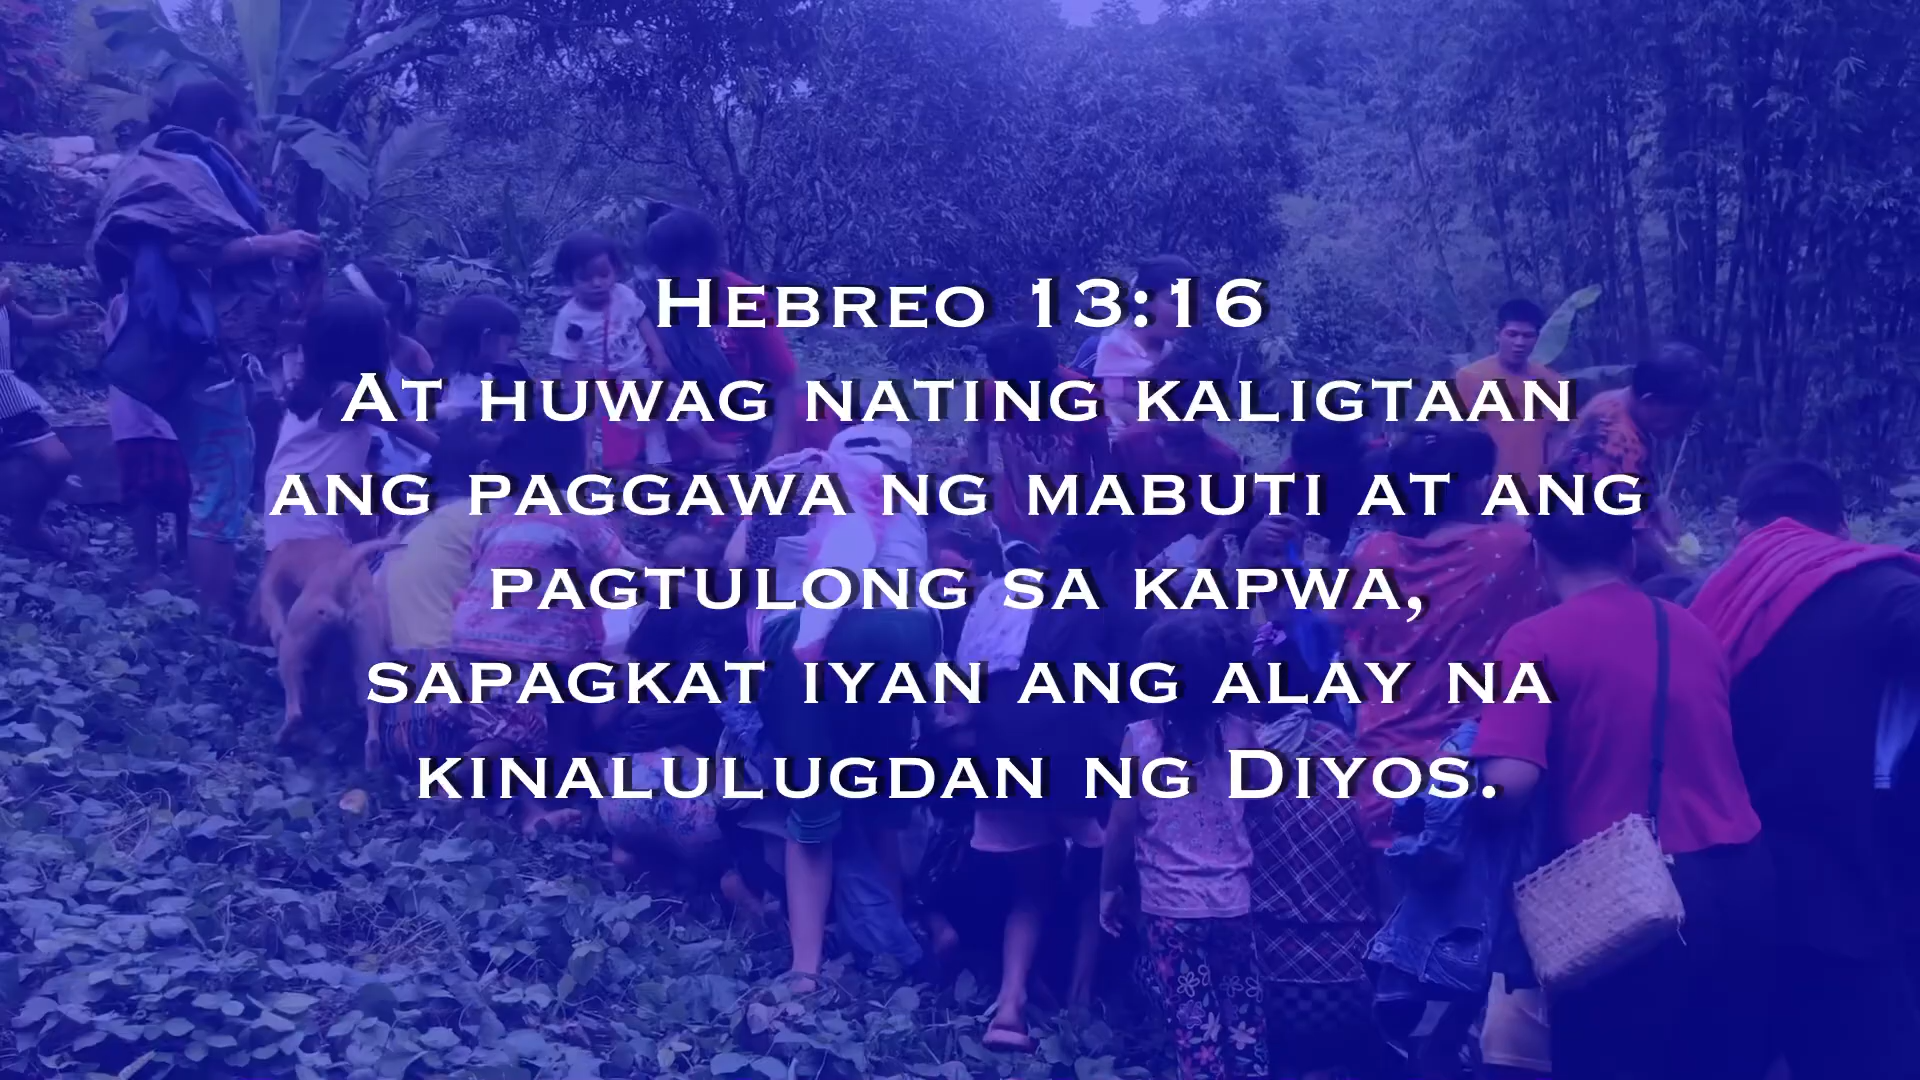 Hebreo 13:16
At huwag nating kaligtaan
ang paggawa ng mabuti at ang
pagtulong sa kapwa,
sapagkat iyan ang alay na
kinalulugdan ng Diyos.